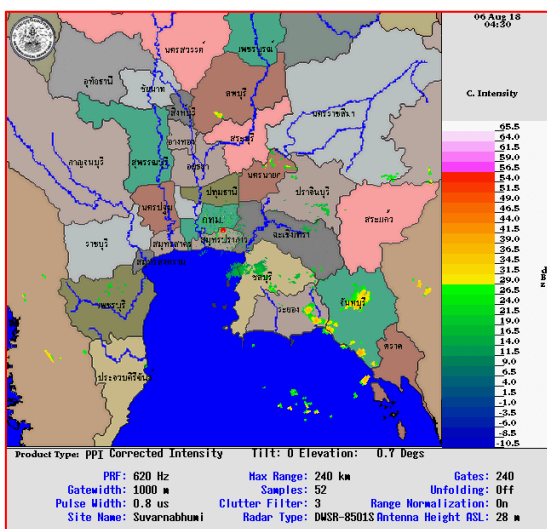 06 Aug 18
04:30
C. Intensity
65.5
64.0
61.5
59.0
56.5
54.0
51.5
49.0
46.5
44.0
41.5
39.0
36.5
34.0
31.5
29.0
26.5
24.0
21.5
19.0
16.5
14.0
11.5
9.0
6.5
4.0
1.5
-1.0
-3.5
-6.0
-8.5
-10.5
นครสวรรค์
เพชรบูรณ์
อุทัยธานี
ชัยนาท
ลพบุรี
สิงห์บุรี
นครราชสีมา
อ่างทอง
สระบุรี
กาญจนบุรี
สุพรรณบุรี
อยุธยา
นครนายก
ปราจีนบุรี
ปทุมธานี
นครปฐม
กทม.
สระแก้ว
ฉะเชิงเทรา
ราชบุรี
สมุทรสาคร
สมุทรปราการ
ชลบุรี
เพชรบุรี
ระยอง
จันทบุรี
ตราด
ประจวบคีรีขันธ์
Product Type: PPI Corrected Intensity Tilt: 0 Elevation: 0.7 Degs
PRF: 620 Hz Max Range: 240 km Gates: 240
Gatewidth: 1000 m Samples: 52 Unfolding: Off
Pulse Width: 0.8 us Clutter Filter: 3 Range Normalization: On
Site Name: Suvarnabhumi Radar Type: DWSR-8501S Antenna Height ASL: 28 m